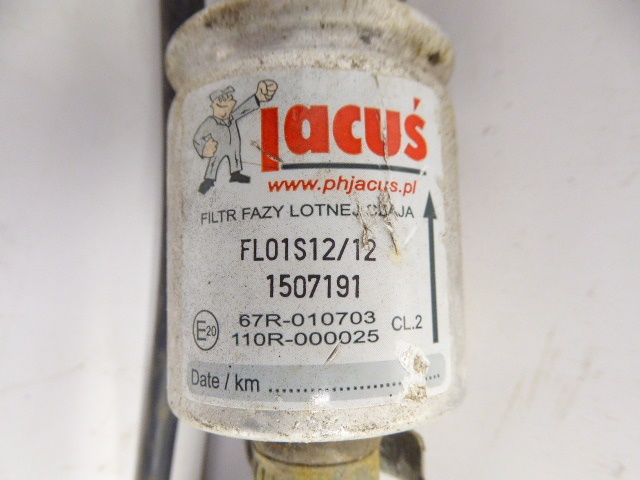 Jacuś
www.phjacus.pl
FILTR FAZY LOTNEJ CZAJA
FL01S12/12
1507191
E20
67R-010703
110R-000025
CL.2
Date / km ..............................